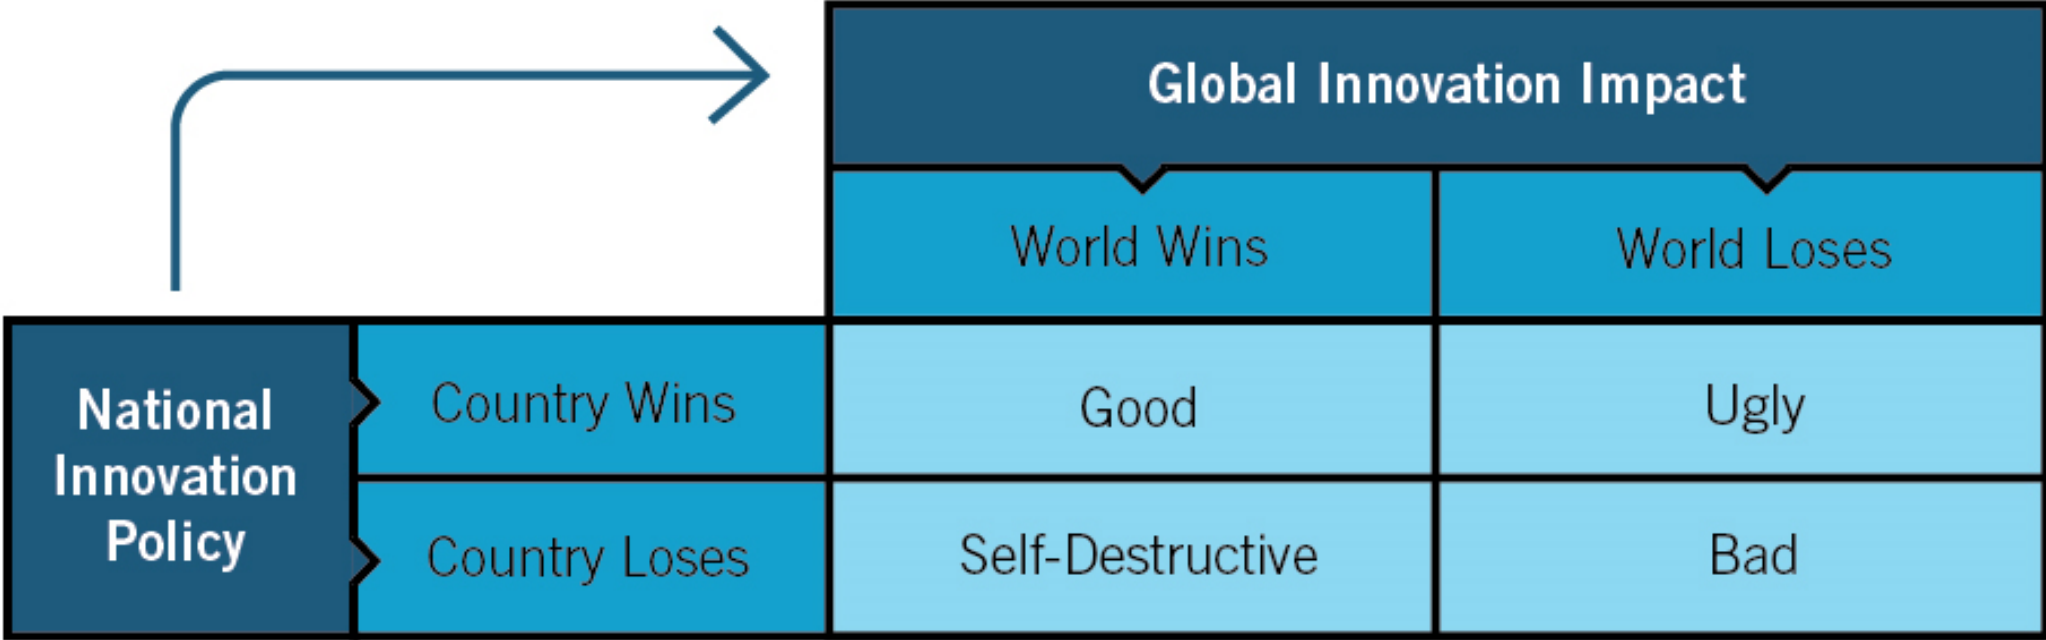 Global Innovation Impact
World Wins
World Loses
National
Innovation
Policy
Country Wins
Good
Ugly
Country Loses
Self-Destructive
Bad